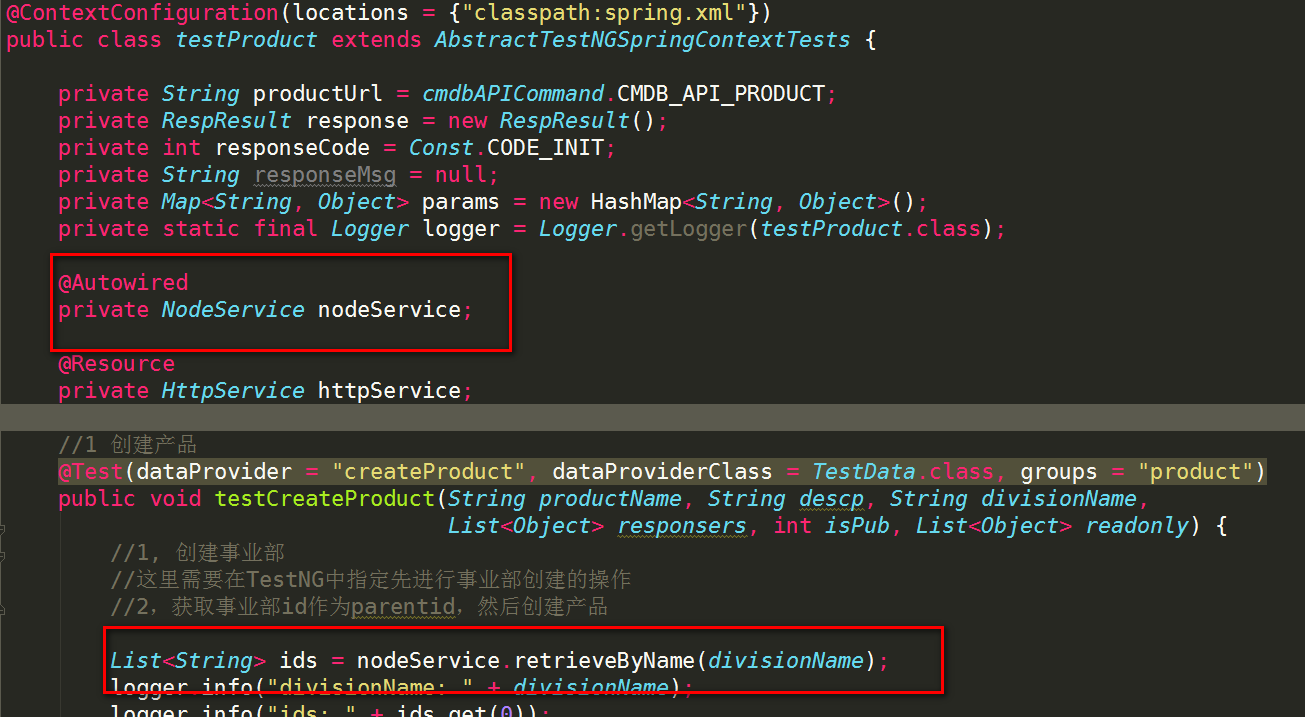 @ContextConfiguration(locations = {"classpath:spring.xml"})
public class testProduct extends AbstractTestNGSpringContextTests {
private String productUrl = cmdbAPICommand.CMDB_API_PRODUCT;
private RespResult response = new RespResult();
private int responseCode = Const.CODE_INIT;
private String responseMsg = null;
private Map<String, Object> params = new HashMap<String, Object>();
private static final Logger logger = Logger.getLogger(testProduct.class);
@Autowired
private NodeService nodeService;
@Resource
private HttpService httpService;
//1 创建产品
@Test(dataProvider = "createProduct", dataProviderClass = TestData.class, groups = "product")
public void testCreateProduct(String productName, String descp, String divisionName,
List<Object> responsers, int isPub, List<Object> readonly) {
//1, 创建事业部
//这里需要在TestNG中指定先进行事业部创建的操作
//2，获取事业部id作为parentid，然后创建产品
List<String> ids = nodeService.retrieveByName(divisionName);
logger.info("divisionName: " + divisionName);
logger.info("ids: " + ids.get(0));